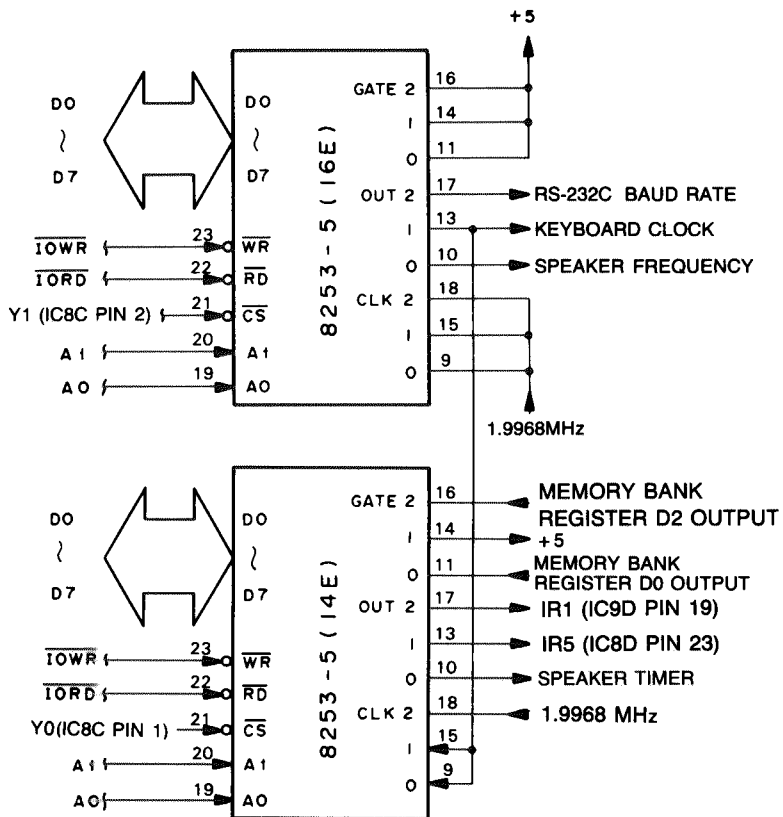 +5
D0
~
D7
D0
~
D7
8253-5 (16E)
GATE 2 16
1 14
0 11
OUT 2 17 RS-232C BAUD RATE
1 13 KEYBOARD CLOCK
0 10 SPEAKER FREQUENCY
CLK 2 18
1 15
0 9
1.9968MHz
IOWR 23 WR
IORD 22 RD
Y1 (IC8C PIN 2) 21 CS
A1 20 A1
A0 19 A0
D0
~
D7
D0
~
D7
8253-5 (14E)
GATE 2 16 MEMORY BANK
REGISTER D2 OUTPUT
1 14 +5
0 11 MEMORY BANK
REGISTER D0 OUTPUT
OUT 2 17 IR1 (IC9D PIN 19)
1 13 IR5 (IC8D PIN 23)
0 10 SPEAKER TIMER
CLK 2 18 1.9968 MHz
1 15
0 9
IOWR 23 WR
IORD 22 RD
Y0(IC8C PIN 1) 21 CS
A1 20 A1
A0 19 A0